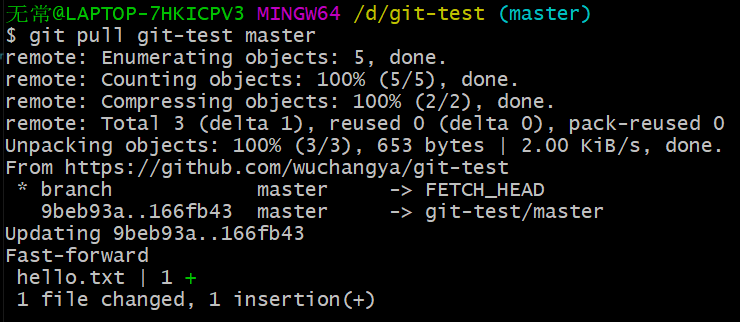 无常@LAPTOP-7HKICPV3 MINGW64 /d/git-test (master)
$ git pull git-test master
remote: Enumerating objects: 5, done.
remote: Counting objects: 100% (5/5), done.
remote: Compressing objects: 100% (2/2), done.
remote: Total 3 (delta 1), reused 0 (delta 0), pack-reused 0
Unpacking objects: 100% (3/3), 653 bytes | 2.00 KiB/s, done.
From https://github.com/wuchangya/git-test
 * branch            master     -> FETCH_HEAD
   9beb93a..166fb43  master     -> git-test/master
Updating 9beb93a..166fb43
Fast-forward
 hello.txt | 1 +
 1 file changed, 1 insertion(+)